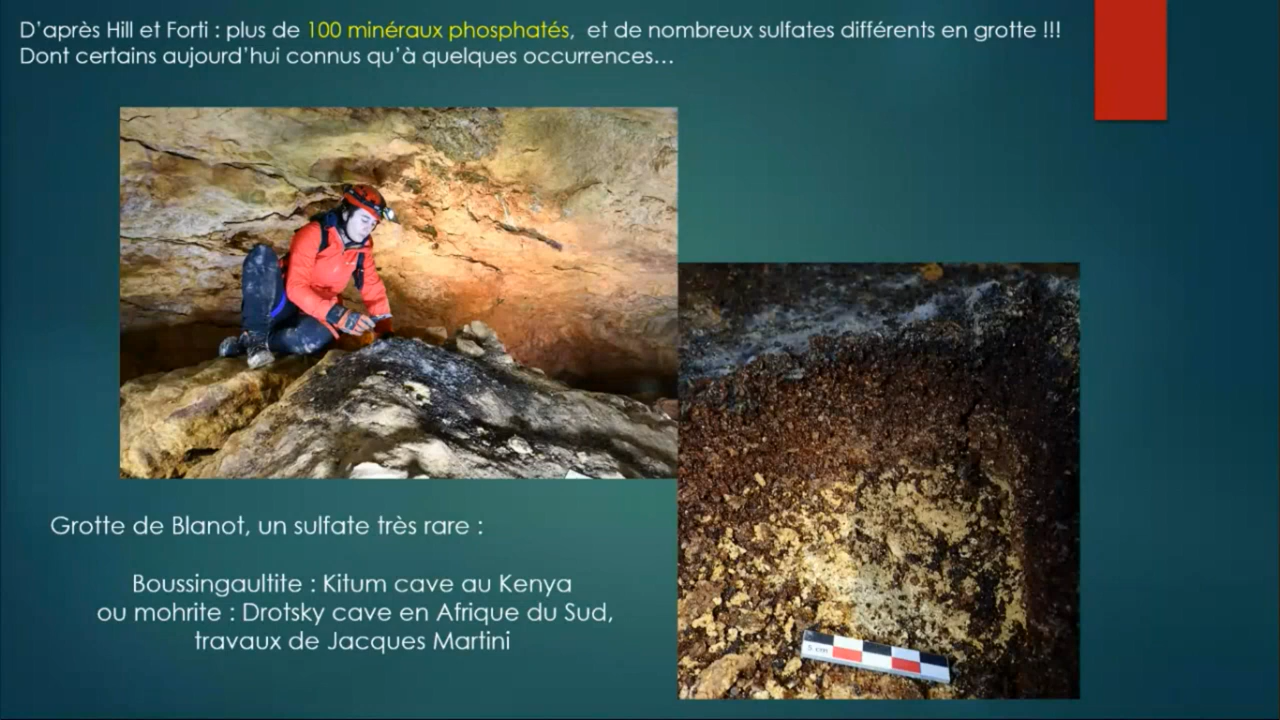 D'après Hill et Forti : plus de 100 minéraux phosphatés, et de nombreux sulfates différents en grotte !!!
Dont certains aujourd'hui connus qu'à quelques occurrences...
Grotte de Blanot, un sulfate très rare :
Boussingaultite : Kitum cave au Kenya
ou mohrite : Drotsky cave en Afrique du Sud,
travaux de Jacques Martini
5 cm